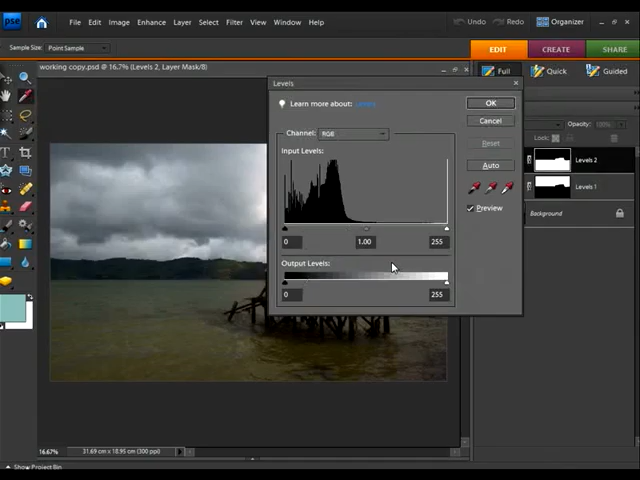 pse
File Edit Image Enhance Layer Select Filter View Window Help
Undo Redo Organizer
Sample Size: Point Sample
EDIT CREATE SHARE
working copy.psd @ 16.7% (Levels 2, Layer Mask/8)
Full Quick Guided
Levels
Learn more about:
OK
Cancel
Reset
Auto
Preview
Channel: RGB
Input Levels:
0 1.00 255
Output Levels:
0 255
Opacity: 100%
Lock:
Levels 2
Levels 1
Background
16.67% 31.69 cm x 18.95 cm (300 ppi)
Show Project Bin